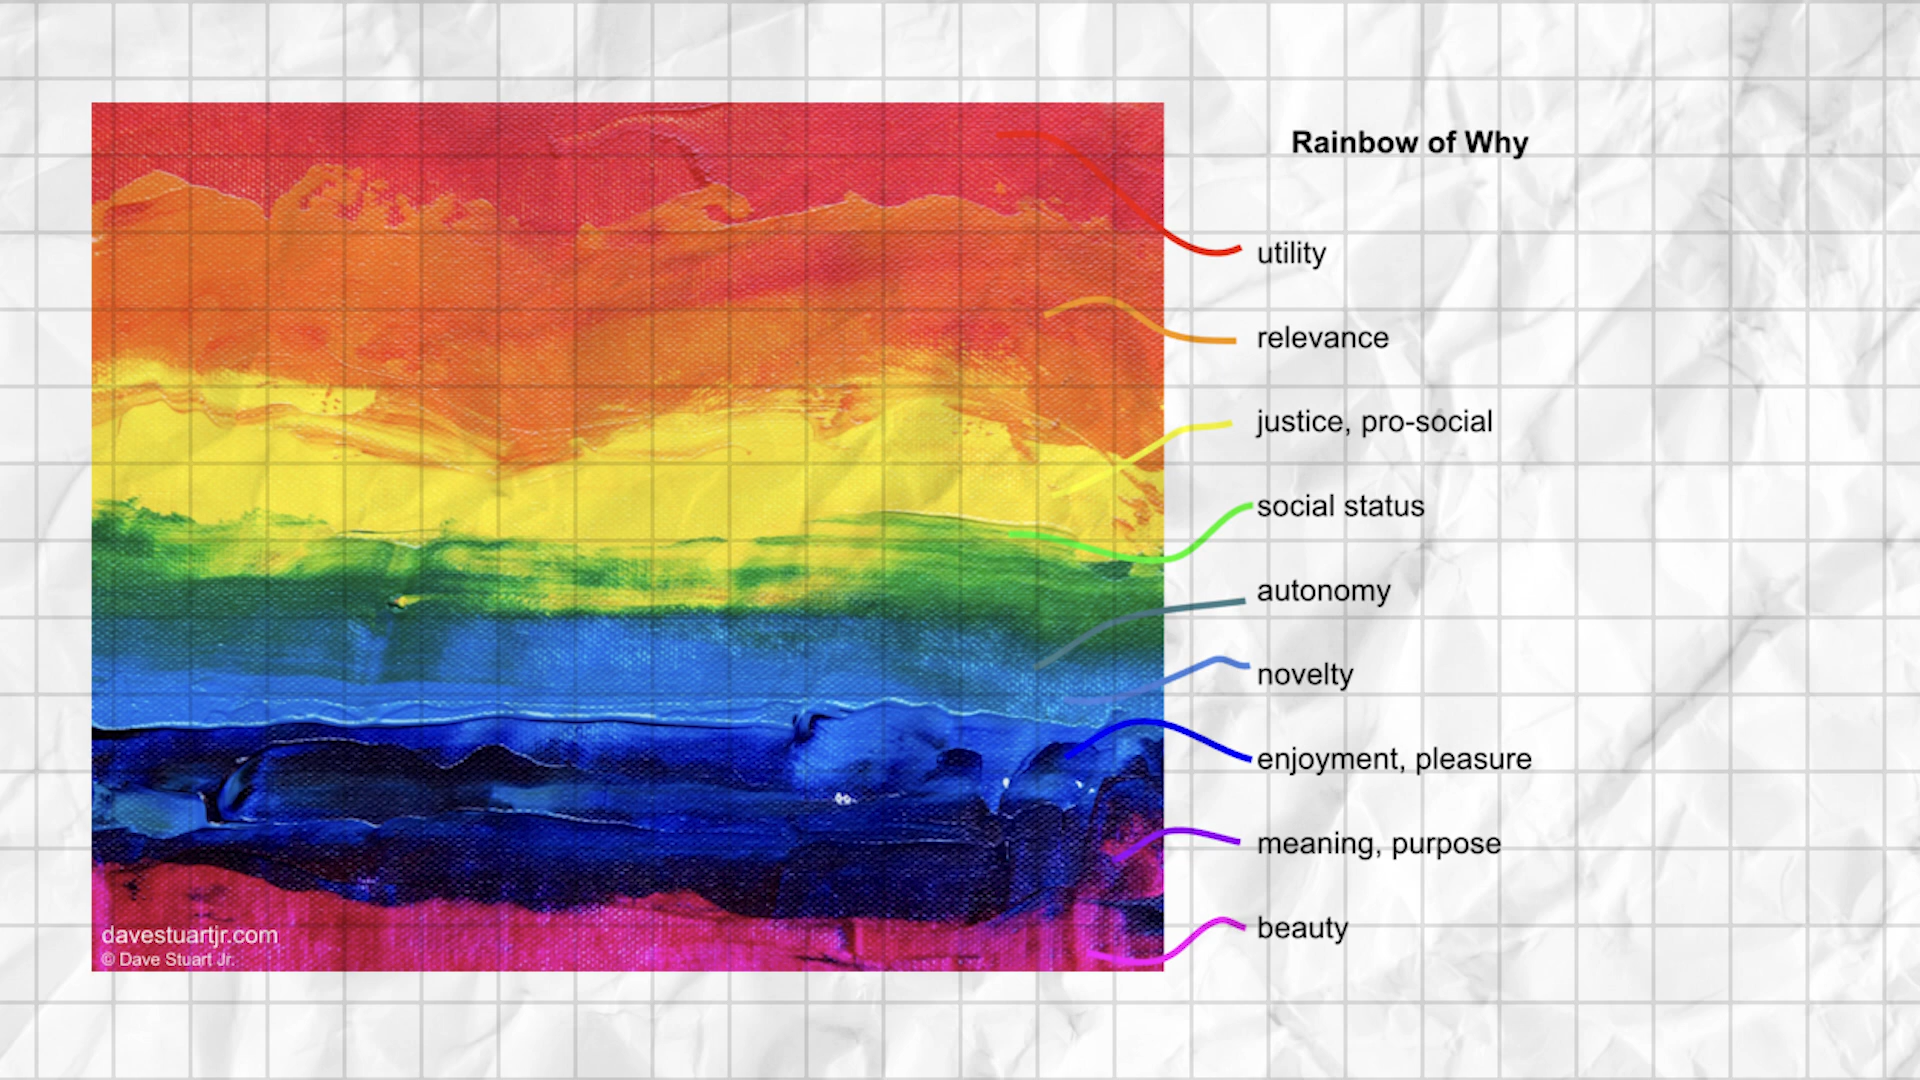 Rainbow of Why
utility
relevance
justice, pro-social
social status
autonomy
novelty
enjoyment, pleasure
meaning, purpose
beauty
davestuartjr.com
© Dave Stuart Jr.